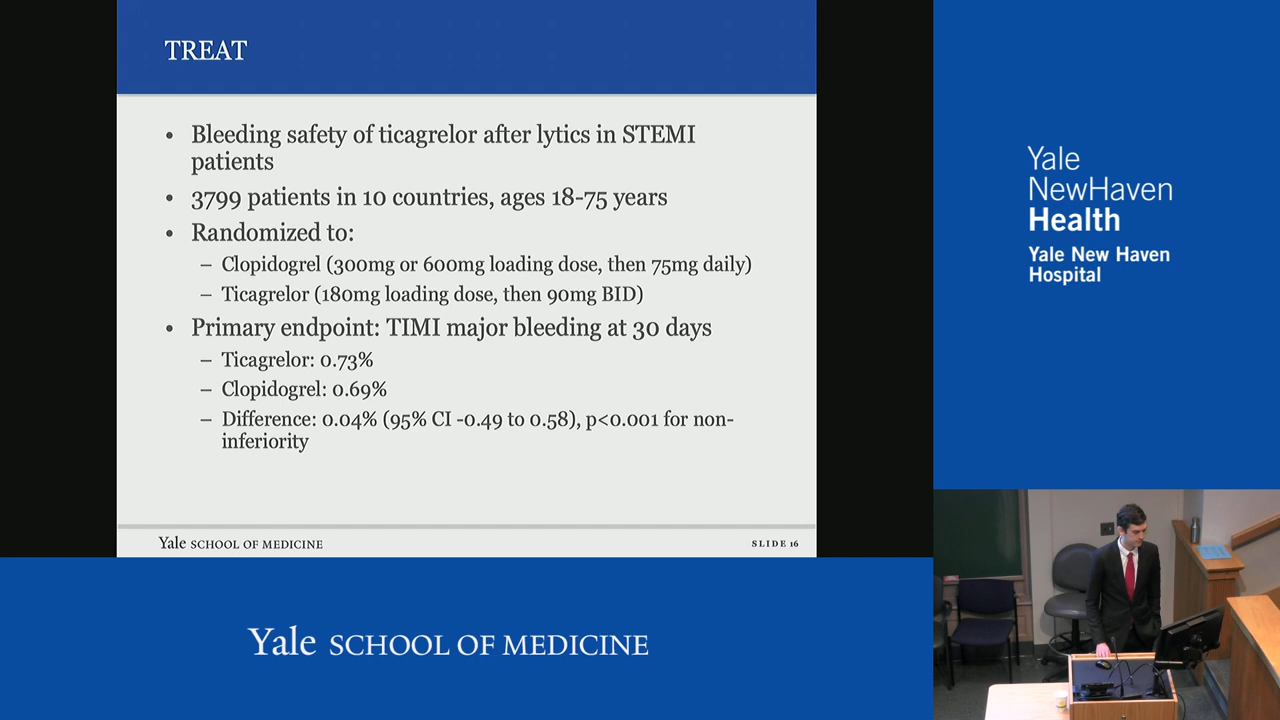 TREAT
• Bleeding safety of ticagrelor after lytics in STEMI
patients
• 3799 patients in 10 countries, ages 18-75 years
• Randomized to:
– Clopidogrel (300mg or 600mg loading dose, then 75mg daily)
– Ticagrelor (180mg loading dose, then 90mg BID)
• Primary endpoint: TIMI major bleeding at 30 days
– Ticagrelor: 0.73%
– Clopidogrel: 0.69%
– Difference: 0.04% (95% CI -0.49 to 0.58), p<0.001 for non-
inferiority
Yale SCHOOL OF MEDICINE
SLIDE 16
Yale
NewHaven
Health
Yale New Haven
Hospital
Yale SCHOOL OF MEDICINE